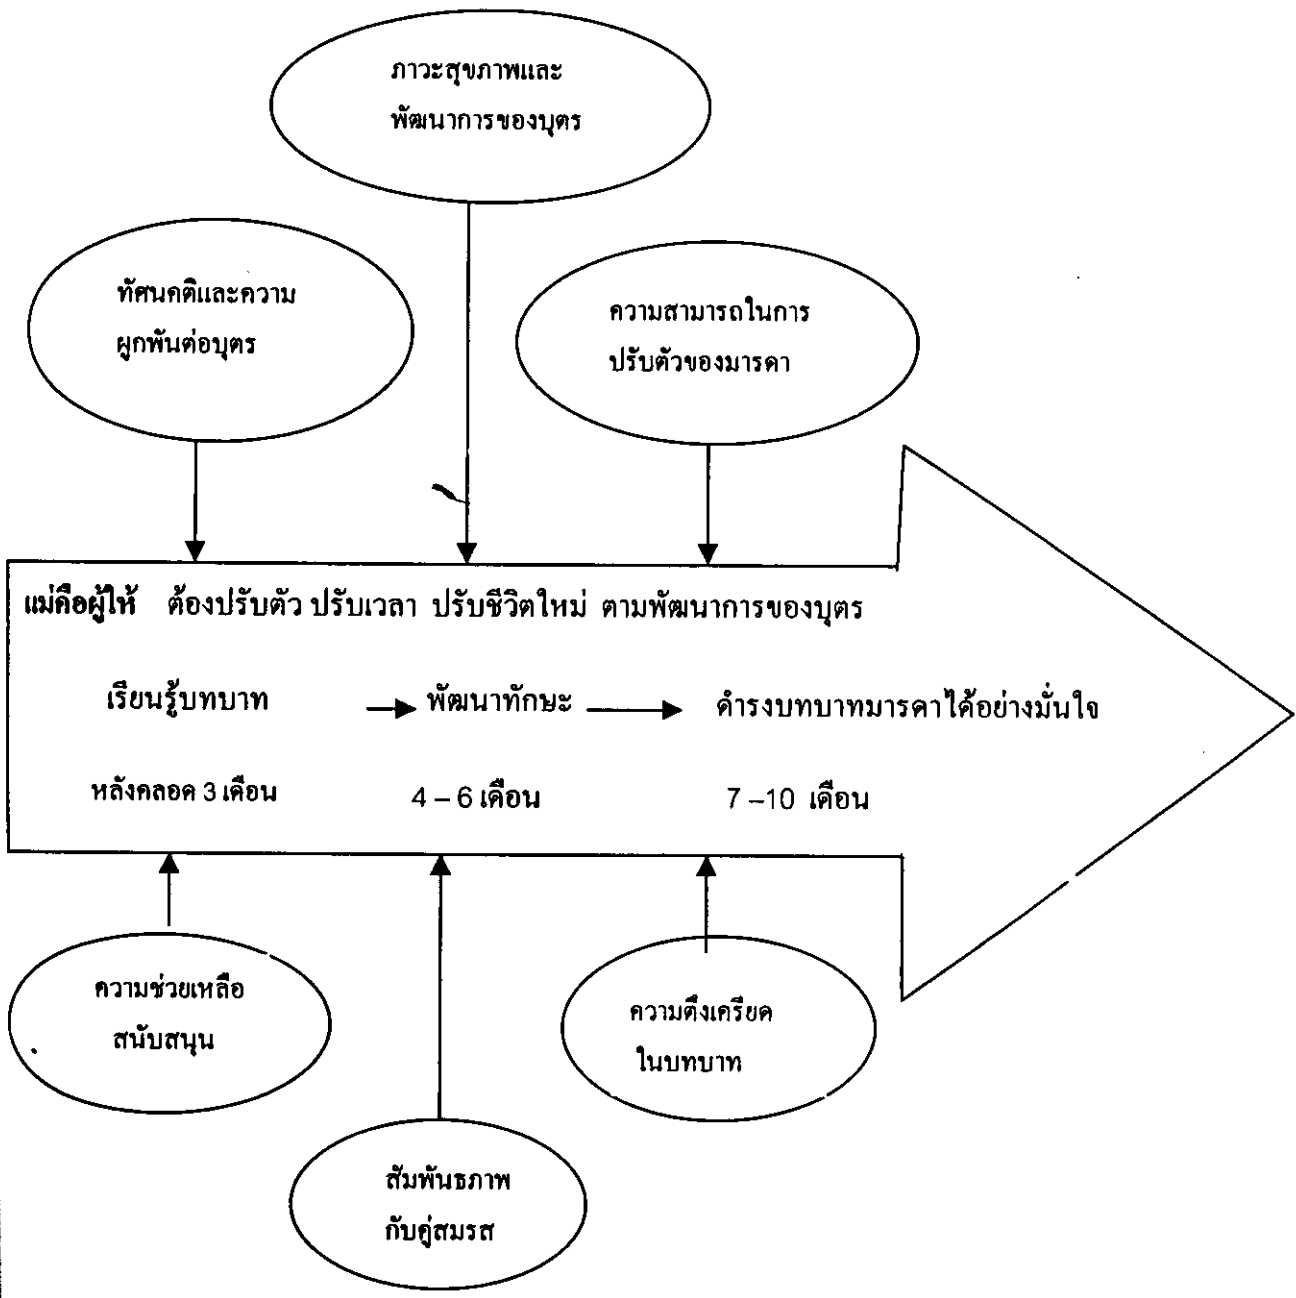 ภาวะสุขภาพและ
พัฒนาการของบุตร
ทัศนคติและความ
ผูกพันต่อบุตร
ความสามารถในการ
ปรับตัวของมารดา
แม่คือผู้ให้ ต้องปรับตัว ปรับเวลา ปรับชีวิตใหม่ ตามพัฒนาการของบุตร
เรียนรู้บทบาท พัฒนาทักษะ ดำรงบทบาทมารดาได้อย่างมั่นใจ
หลังคลอด 3 เดือน 4 – 6 เดือน 7 –10 เดือน
ความช่วยเหลือ
สนับสนุน
ความตึงเครียด
ในบทบาท
สัมพันธภาพ
กับคู่สมรส